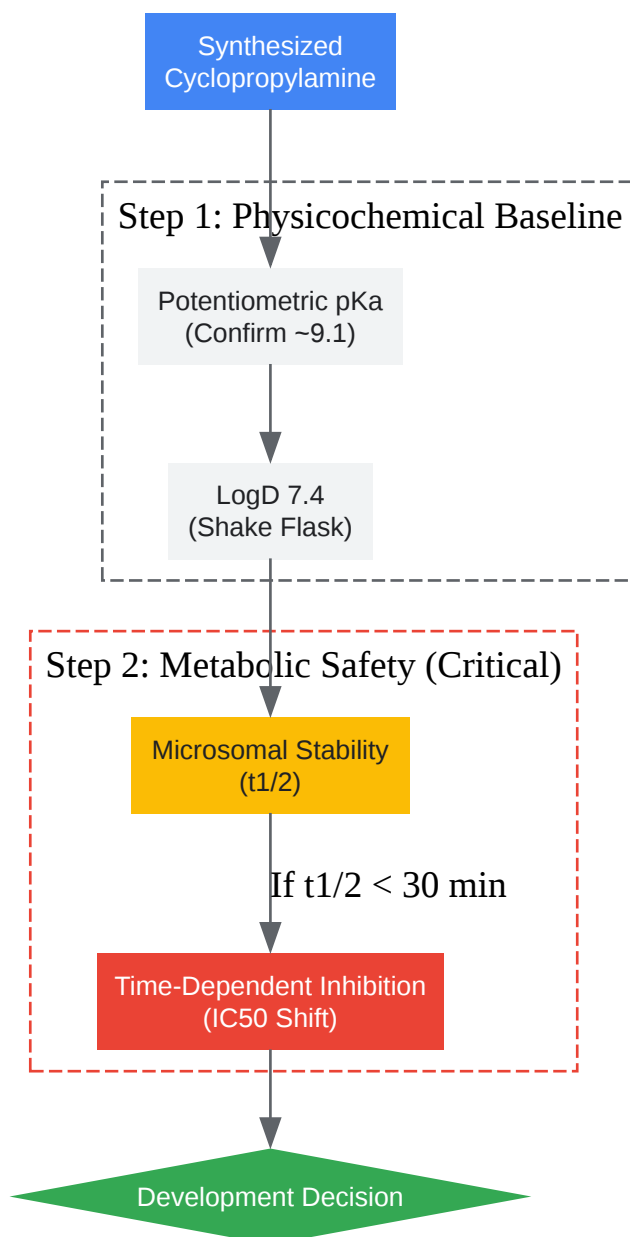 Synthesized
Cyclopropylamine
Step 1: Physicochemical Baseline
Potentiometric pKa
(Confirm ~9.1)
LogD 7.4
(Shake Flask)
Step 2: Metabolic Safety (Critical)
Microsomal Stability
(t1/2)
If t1/2 < 30 min
Time-Dependent Inhibition
(IC50 Shift)
Development Decision